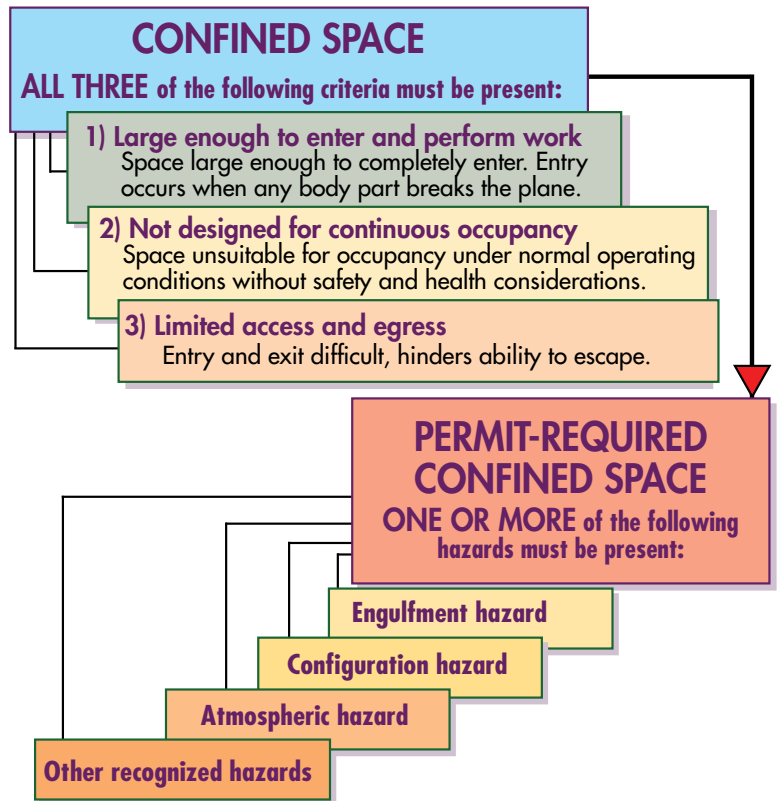 CONFINED SPACE
ALL THREE of the following criteria must be present:
1) Large enough to enter and perform work
Space large enough to completely enter. Entry
occurs when any body part breaks the plane.
2) Not designed for continuous occupancy
Space unsuitable for occupancy under normal operating
conditions without safety and health considerations.
3) Limited access and egress
Entry and exit difficult, hinders ability to escape.
PERMIT-REQUIRED
CONFINED SPACE
ONE OR MORE of the following
hazards must be present:
Engulfment hazard
Configuration hazard
Atmospheric hazard
Other recognized hazards